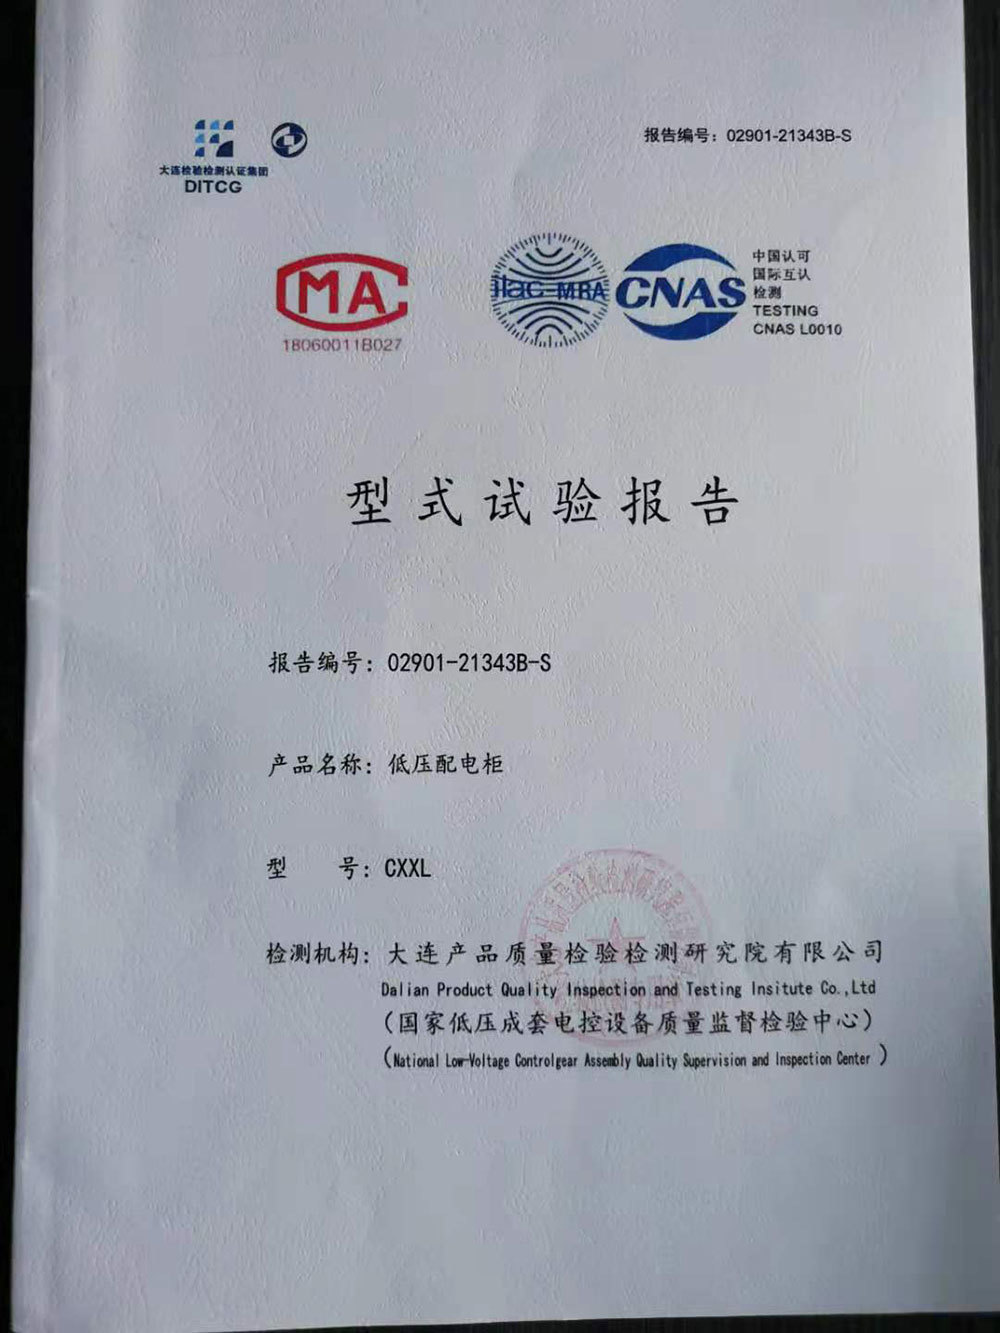 报告编号：02901-21343B-S
大连检验检测认证集团
DITCG
MA
18060011B027
ilac-MRA
CNAS
中国认可
国际互认
检测
TESTING
CNAS L0010
型式试验报告
报告编号：02901-21343B-S
产品名称：低压配电柜
型 号：CXXL
检测机构：大连产品质量检验检测研究院有限公司
Dalian Product Quality Inspection and Testing Insitute Co.,Ltd
（国家低压成套电控设备质量监督检验中心）
(National Low-Voltage Controlgear Assembly Quality Supervision and Inspection Center )